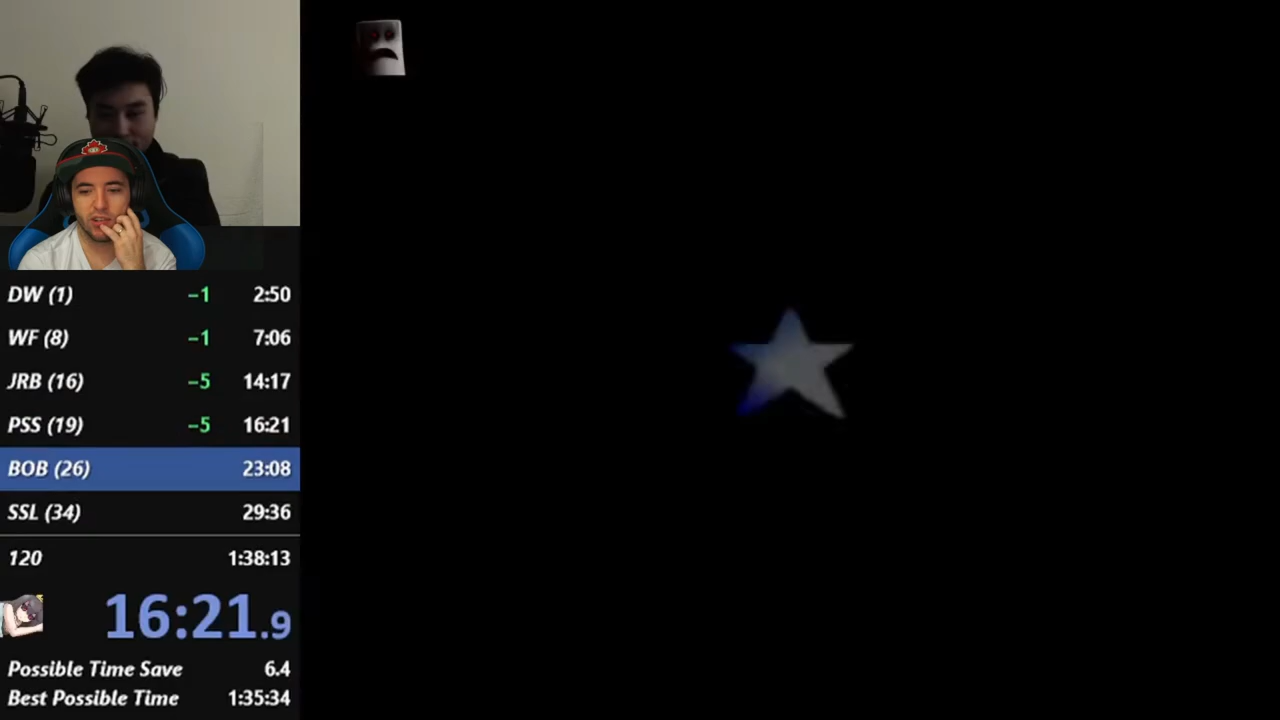 DW (1) -1 2:50
WF (8) -1 7:06
JRB (16) -5 14:17
PSS (19) -5 16:21
BOB (26) 23:08
SSL (34) 29:36
120 1:38:13
16:21.9
Possible Time Save 6.4
Best Possible Time 1:35:34